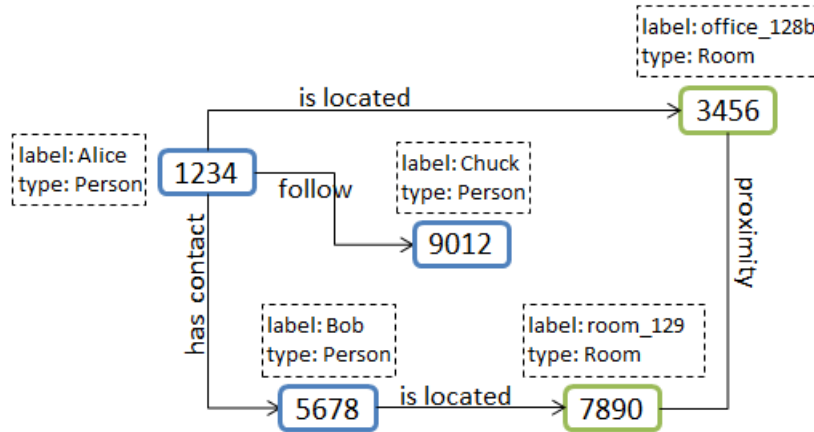 label: office_128b
type: Room
is located
3456
label: Alice
type: Person
1234
follow
label: Chuck
type: Person
9012
proximity
has contact
label: Bob
type: Person
5678
is located
label: room_129
type: Room
7890